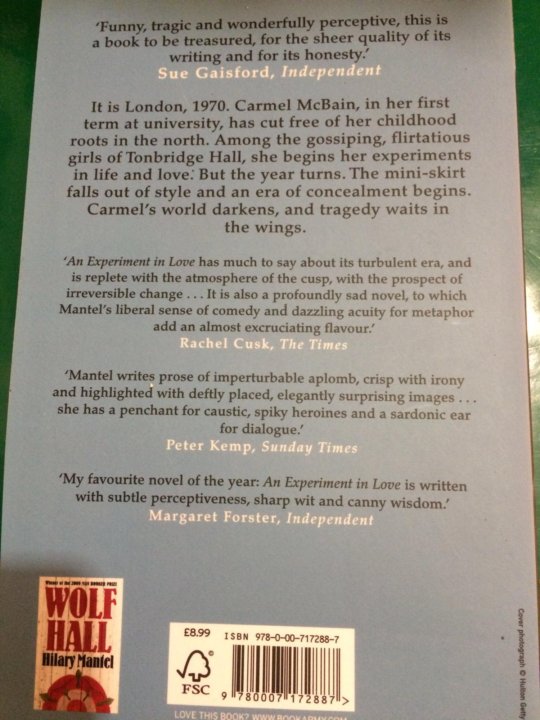 'Funny, tragic and wonderfully perceptive, this is
a book to be treasured, for the sheer quality of its
writing and for its honesty.'
Sue Gaisford, Independent
It is London, 1970. Carmel McBain, in her first
term at university, has cut free of her childhood
roots in the north. Among the gossiping, flirtatious
girls of Tonbridge Hall, she begins her experiments
in life and love. But the year turns. The mini-skirt
falls out of style and an era of concealment begins.
Carmel's world darkens, and tragedy waits in
the wings.
'An Experiment in Love has much to say about its turbulent era, and
is replete with the atmosphere of the cusp, with the prospect of
irreversible change ... It is also a profoundly sad novel, to which
Mantel's liberal sense of comedy and dazzling acuity for metaphor
add an almost excruciating flavour.'
Rachel Cusk, The Times
'Mantel writes prose of imperturbable aplomb, crisp with irony
and highlighted with deftly placed, elegantly surprising images ...
she has a penchant for caustic, spiky heroines and a sardonic ear
for dialogue.'
Peter Kemp, Sunday Times
'My favourite novel of the year: An Experiment in Love is written
with subtle perceptiveness, sharp wit and canny wisdom.'
Margaret Forster, Independent
Winner of the 2009 MAN BOOKER PRIZE
WOLF
HALL
Hilary Mantel
£8.99 ISBN 978-0-00-717288-7
FSC
9 780007 172887 >
LOVE THIS BOOK? WWW.BOOKARMY.COM
Cover photograph © Hulton Getty